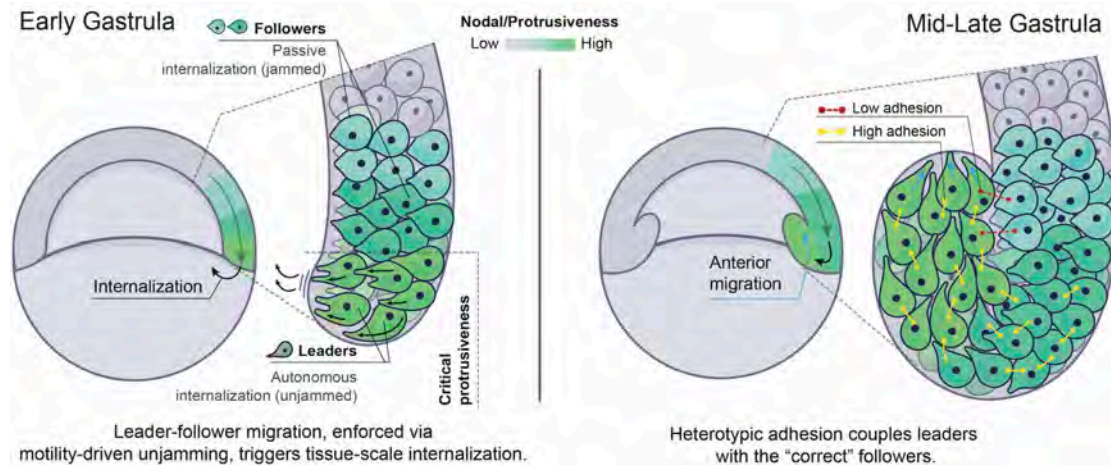 Early Gastrula
Followers
Passive
internalization (jammed)
Nodal/Protrusiveness
Low
High
Mid-Late Gastrula
Low adhesion
High adhesion
Internalization
Leaders
Autonomous
internalization (unjammed)
Critical
protrusiveness
Anterior
migration
Leader-follower migration, enforced via
motility-driven unjamming, triggers tissue-scale internalization.
Heterotypic adhesion couples leaders
with the “correct” followers.